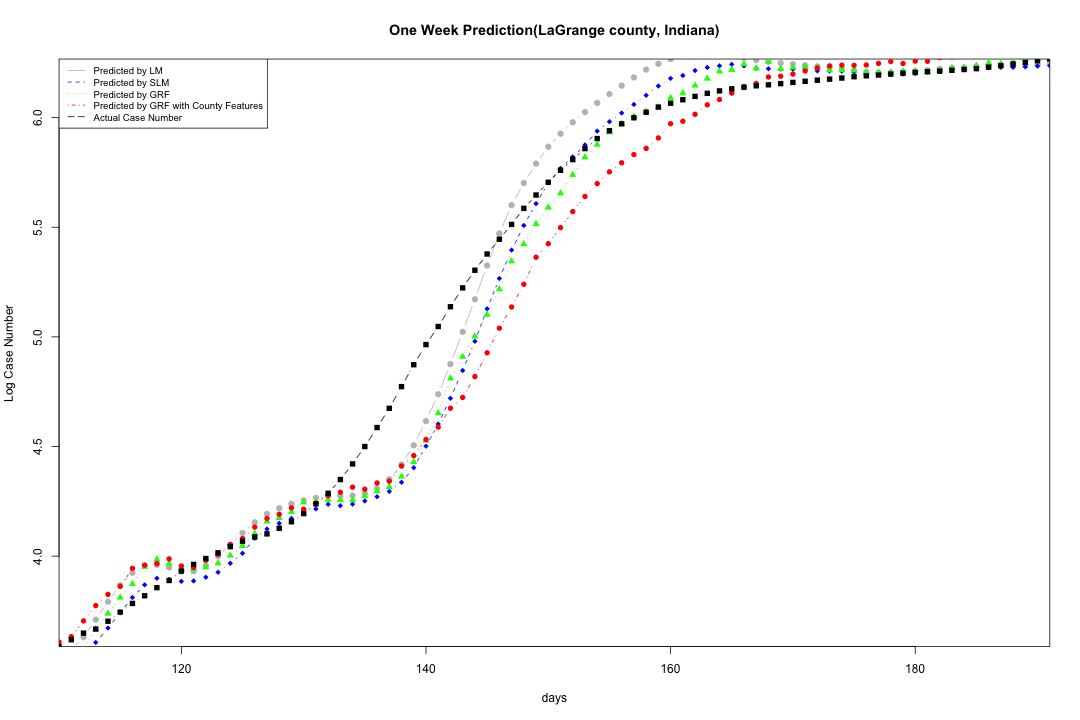 One Week Prediction(LaGrange county, Indiana)
Predicted by LM
Predicted by SLM
Predicted by GRF
Predicted by GRF with County Features
Actual Case Number
6.0
5.5
5.0
4.5
4.0
Log Case Number
120
140
160
180
days